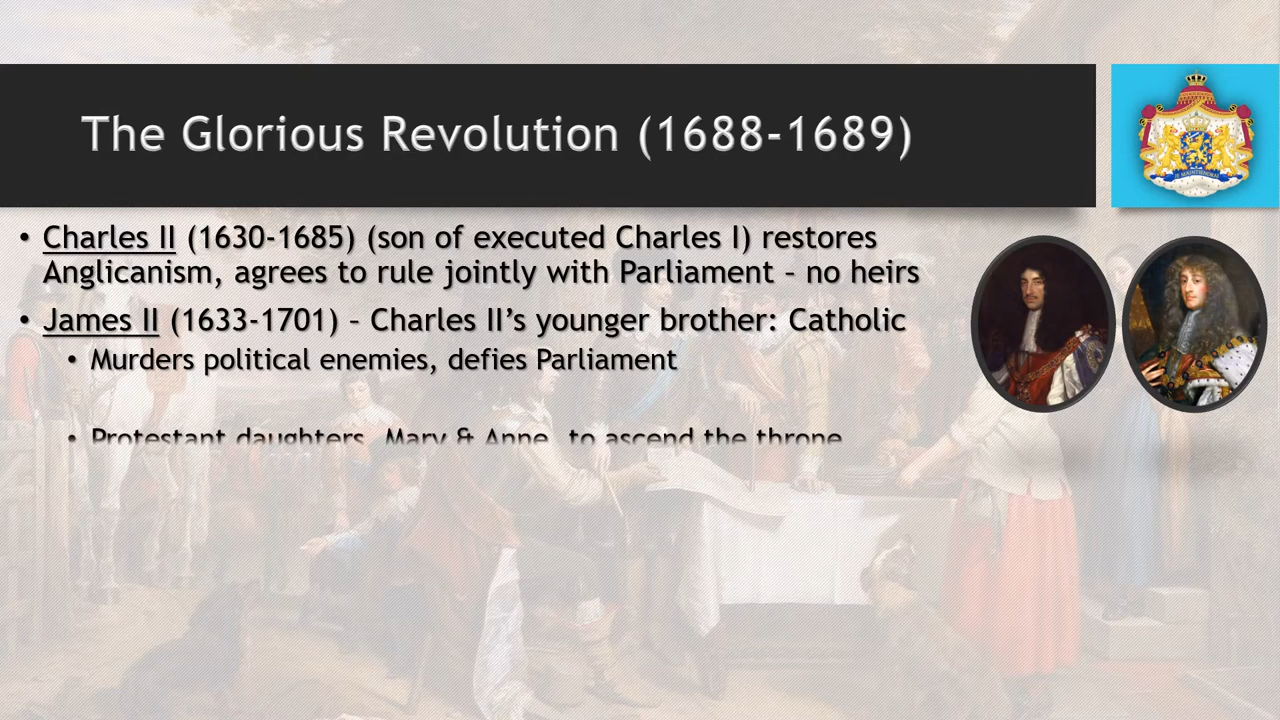 The Glorious Revolution (1688-1689)
• Charles II (1630-1685) (son of executed Charles I) restores
Anglicanism, agrees to rule jointly with Parliament – no heirs
• James II (1633-1701) – Charles II’s younger brother: Catholic
• Murders political enemies, defies Parliament
• Protestant daughters, Mary & Anne, to ascend the throne
JE MAINTIENDRAI